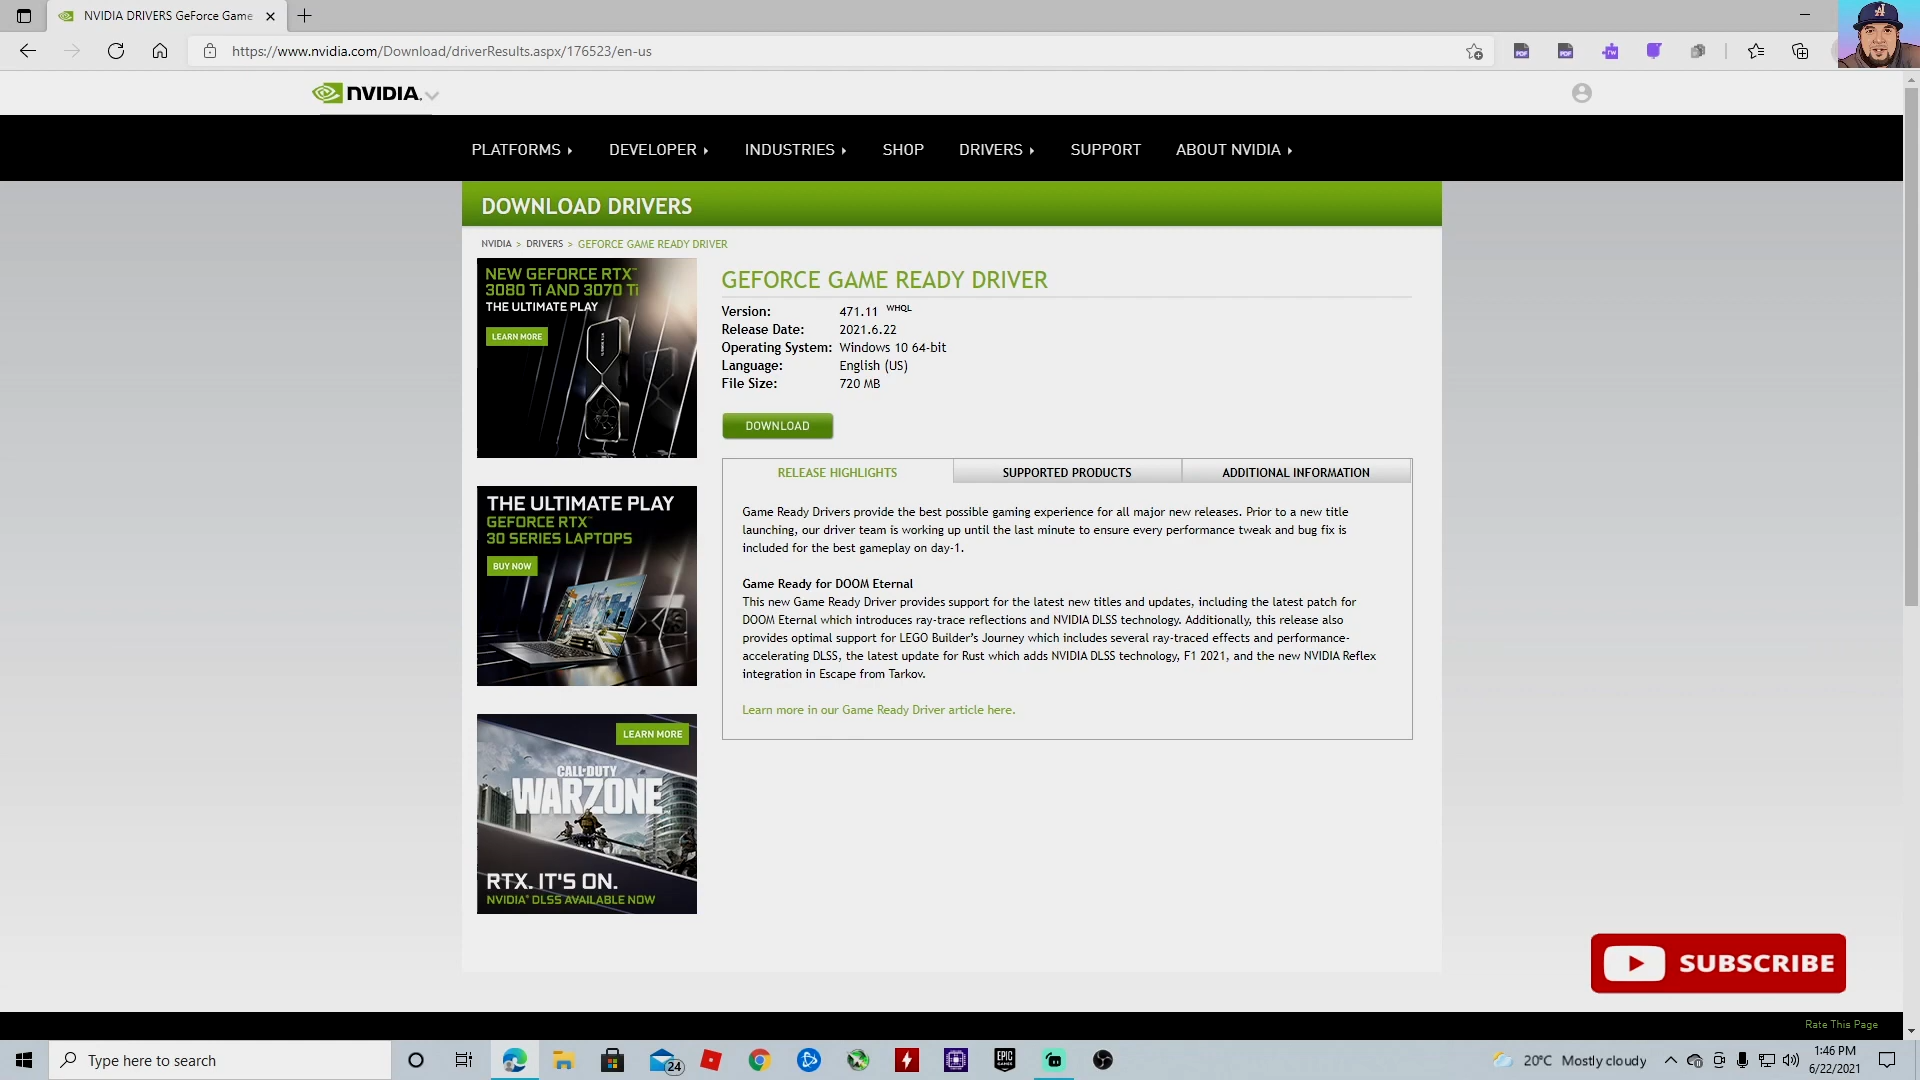 NVIDIA DRIVERS GeForce Game
https://www.nvidia.com/Download/driverResults.aspx/176523/en-us
NVIDIA.
PLATFORMS DEVELOPER INDUSTRIES SHOP DRIVERS SUPPORT ABOUT NVIDIA
DOWNLOAD DRIVERS
NVIDIA > DRIVERS > GEFORCE GAME READY DRIVER
NEW GEFORCE RTX™
3080 Ti AND 3070 Ti
THE ULTIMATE PLAY
LEARN MORE
THE ULTIMATE PLAY
GEFORCE RTX™
30 SERIES LAPTOPS
BUY NOW
LEARN MORE
CALL OF DUTY
WARZONE
RTX. IT'S ON.
NVIDIA® DLSS AVAILABLE NOW
GEFORCE GAME READY DRIVER
Version: 471.11 WHQL
Release Date: 2021.6.22
Operating System: Windows 10 64-bit
Language: English (US)
File Size: 720 MB
DOWNLOAD
RELEASE HIGHLIGHTS SUPPORTED PRODUCTS ADDITIONAL INFORMATION
Game Ready Drivers provide the best possible gaming experience for all major new releases. Prior to a new title
launching, our driver team is working up until the last minute to ensure every performance tweak and bug fix is
included for the best gameplay on day-1.
Game Ready for DOOM Eternal
This new Game Ready Driver provides support for the latest new titles and updates, including the latest patch for
DOOM Eternal which introduces ray-trace reflections and NVIDIA DLSS technology. Additionally, this release also
provides optimal support for LEGO Builder's Journey which includes several ray-traced effects and performance-
accelerating DLSS, the latest update for Rust which adds NVIDIA DLSS technology, F1 2021, and the new NVIDIA Reflex
integration in Escape from Tarkov.
Learn more in our Game Ready Driver article here.
SUBSCRIBE
Rate This Page
Type here to search
24
EPIC GAMES
20°C Mostly cloudy
1:46 PM
6/22/2021